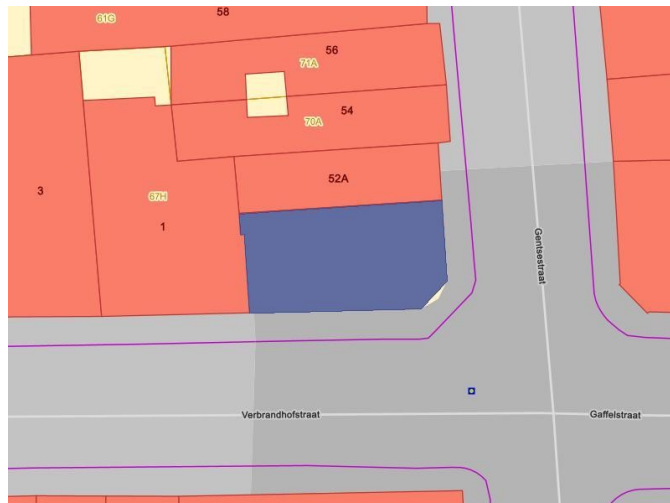 58
61G
56
71A
54
70A
52A
3
67H
1
Gentsestraat
Verbrandhofstraat
Gaffelstraat